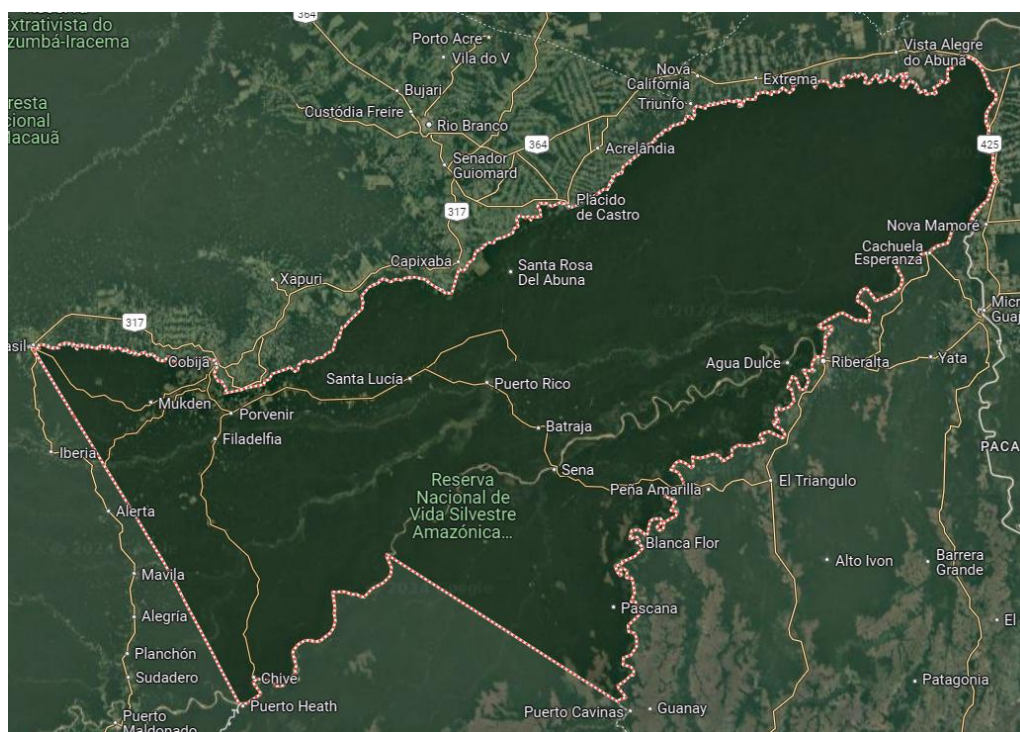 364
Extrativista do
zumbá-Iracema
Porto Acre
Vila do V
Vista Alegre
do Abunã
Nova
Califórnia
Extrema
Triunfo
Bujari
resta
cional
Macauã
Custódia Freire
Rio Branco
364
Acrelândia
425
Senador
Guiomard
317
Plácido
de Castro
Nova Mamoré
Cachuela
Esperanza
Capixaba
Santa Rosa
Del Abuna
Xapuri
317
asil
Cobija
Agua Dulce
Riberalta
Yata
Santa Lucía
Puerto Rico
Mukden
Porvenir
Filadelfia
Batraja
Iberia
PACA
Sena
Reserva
Nacional de
Vida Silvestre
Amazónica...
Peña Amarilla
El Triangulo
Alerta
Blanca Flor
Alto Ivon
Barrera
Grande
Mavila
Pascana
Alegría
El
Planchón
Sudadero
Chive
Patagonia
Puerto Heath
Puerto Cavinas
Guanay
Puerto